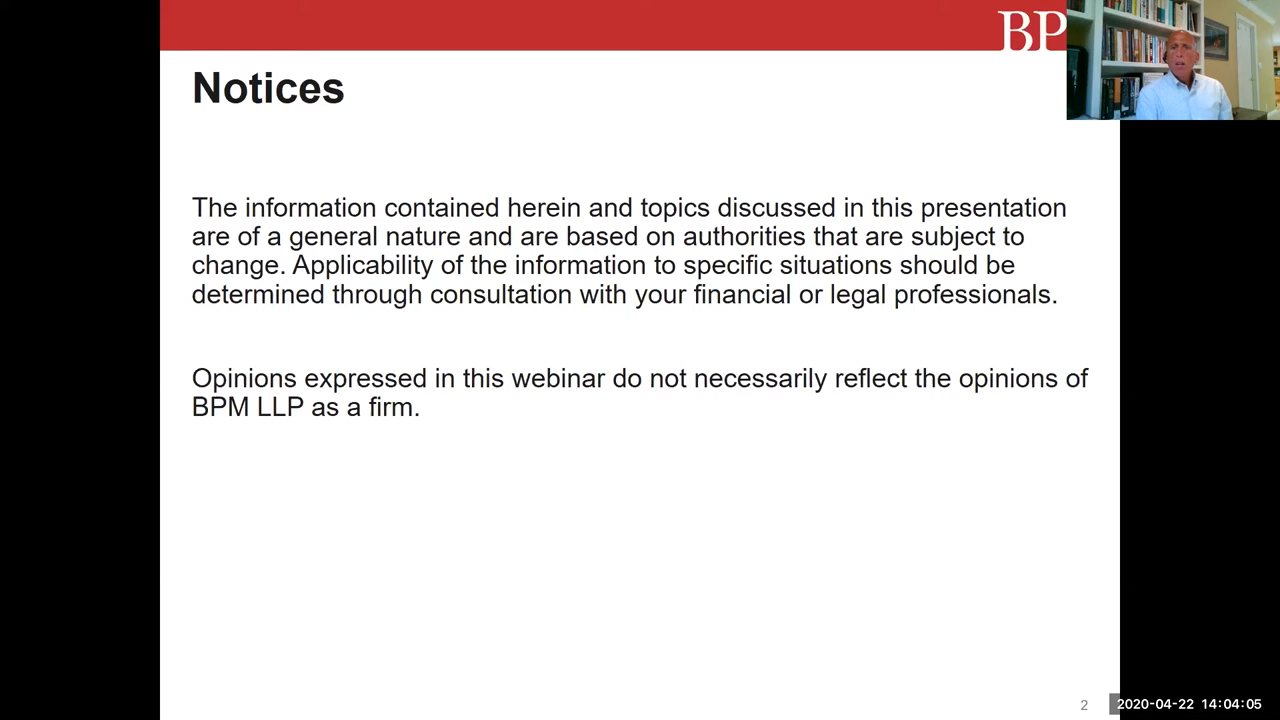 BP
Notices
The information contained herein and topics discussed in this presentation
are of a general nature and are based on authorities that are subject to
change. Applicability of the information to specific situations should be
determined through consultation with your financial or legal professionals.
Opinions expressed in this webinar do not necessarily reflect the opinions of
BPM LLP as a firm.
2
2020-04-22 14:04:05